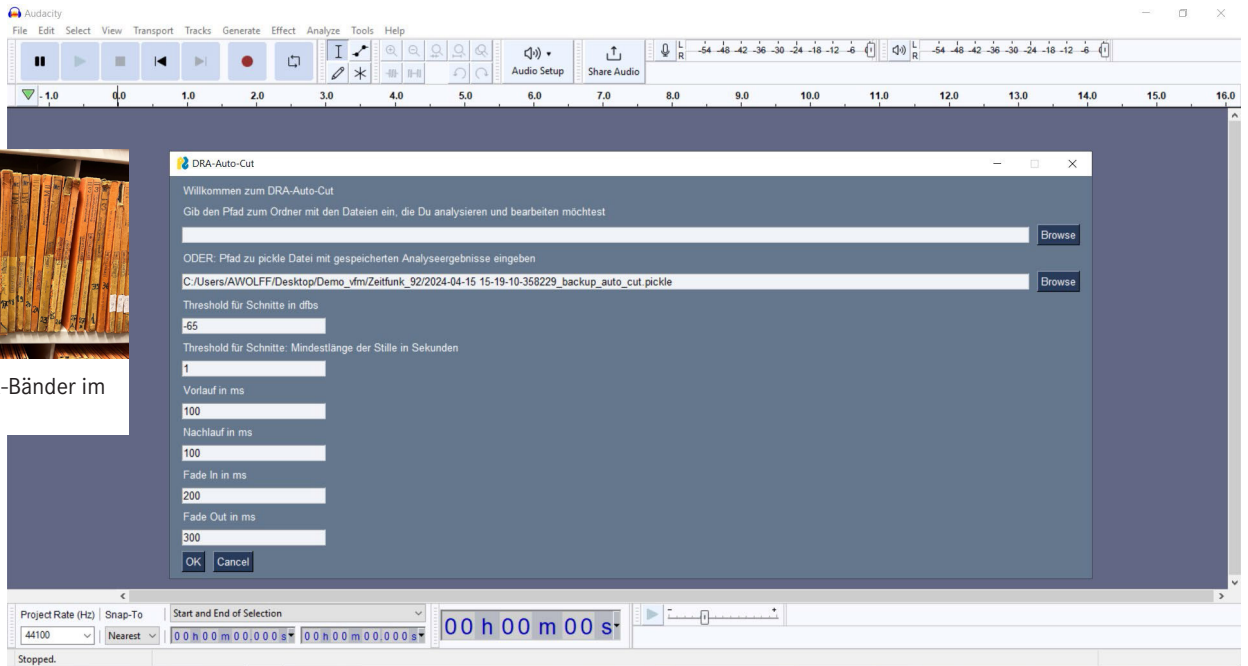 Audacity
File Edit Select View Transport Tracks Generate Effect Analyze Tools Help
Audio Setup
Share Audio
L
R
-54 -48 -42 -36 -30 -24 -18 -12 -6 0
L
R
-54 -48 -42 -36 -30 -24 -18 -12 -6 0
-1.0 0.0 1.0 2.0 3.0 4.0 5.0 6.0 7.0 8.0 9.0 10.0 11.0 12.0 13.0 14.0 15.0 16.0
DRA-Auto-Cut
Willkommen zum DRA-Auto-Cut
Gib den Pfad zum Ordner mit den Dateien ein, die Du analysieren und bearbeiten möchtest
Browse
ODER: Pfad zu pickle Datei mit gespeicherten Analyseergebnisse eingeben
C:/Users/AWOLFF/Desktop/Demo_vfm/Zeitfunk_92/2024-04-15 15-19-10-358229_backup_auto_cut.pickle
Browse
Threshold für Schnitte in dfbs
-65
Threshold für Schnitte: Mindestlänge der Stille in Sekunden
1
Vorlauf in ms
100
Nachlauf in ms
100
Fade In in ms
200
Fade Out in ms
300
OK Cancel
-Bänder im
Project Rate (Hz) Snap-To Start and End of Selection
44100 Nearest 00h00m00.000s 00h00m00.000s
00 h 00 m 00 s
Stopped.